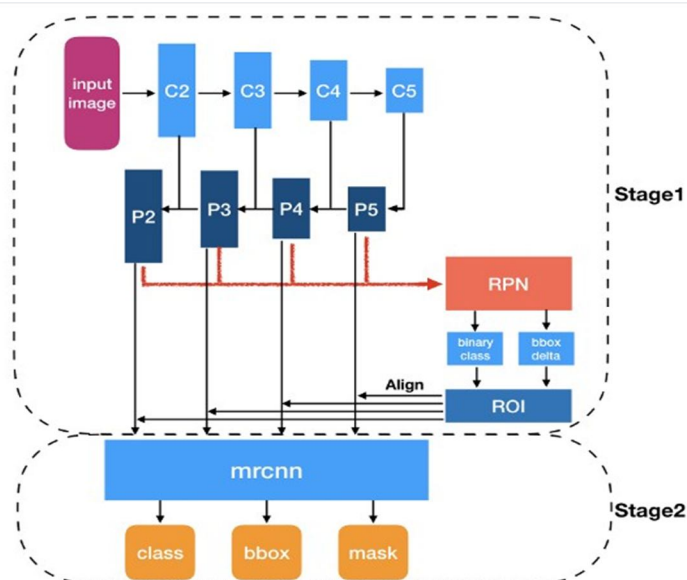 input
image
C2
C3
C4
C5
P2
P3
P4
P5
Stage1
RPN
binary
class
bbox
delta
Align
ROI
mrcnn
Stage2
class
bbox
mask